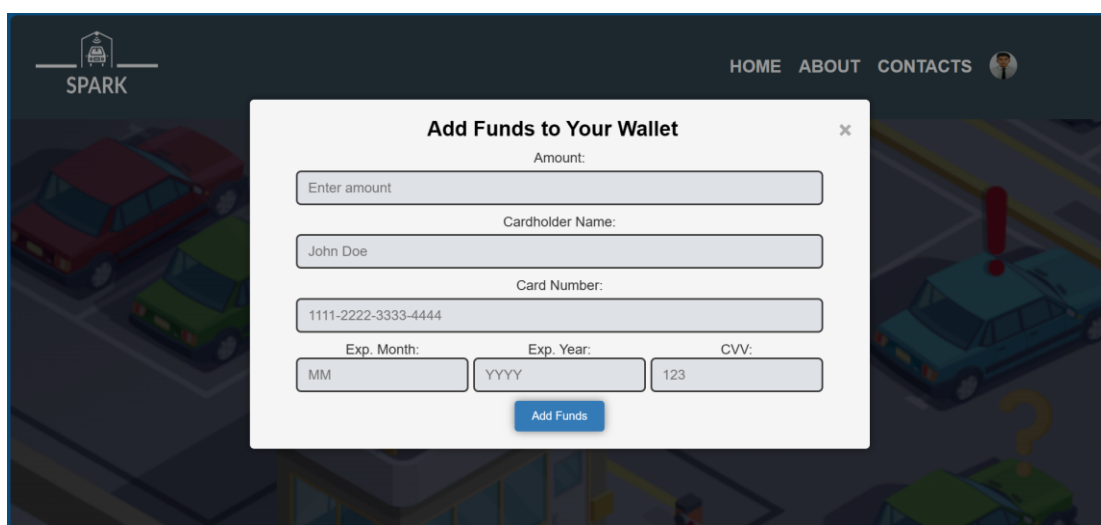 SPARK
HOME ABOUT CONTACTS
Add Funds to Your Wallet ×
Amount:
Enter amount
Cardholder Name:
John Doe
Card Number:
1111-2222-3333-4444
Exp. Month: Exp. Year: CVV:
MM YYYY 123
Add Funds